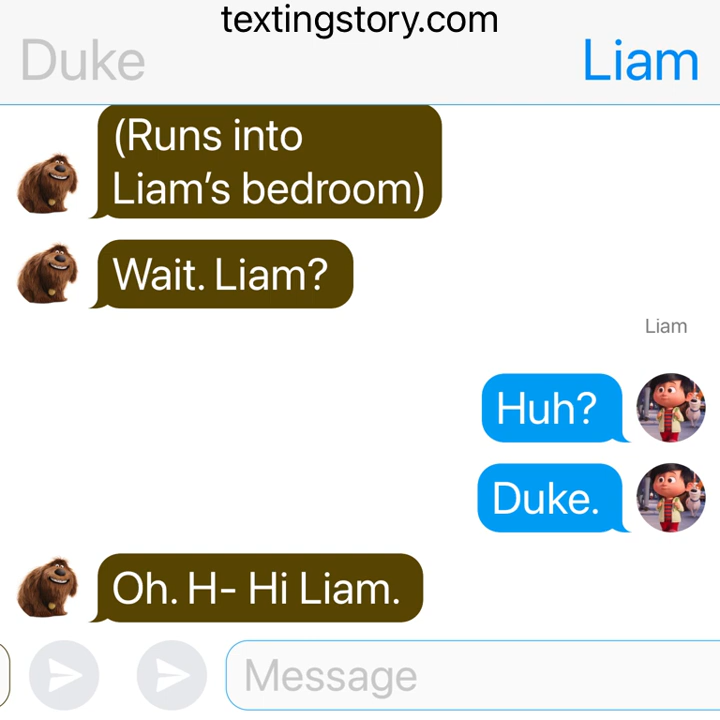 textingstory.com
Duke
Liam
(Runs into
Liam's bedroom)
Wait. Liam?
Liam
Huh?
Duke.
Oh. H- Hi Liam.
Message